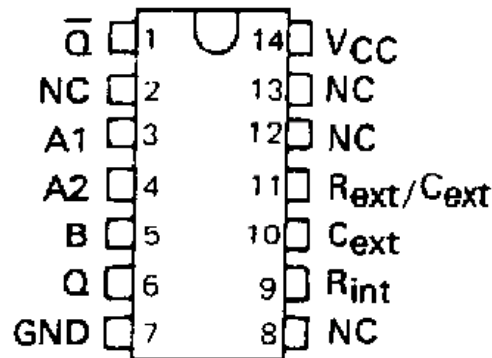 Q̅ 1 14 VCC
NC 2 13 NC
A1 3 12 NC
A2 4 11 Rext/Cext
B 5 10 Cext
Q 6 9 Rint
GND 7 8 NC